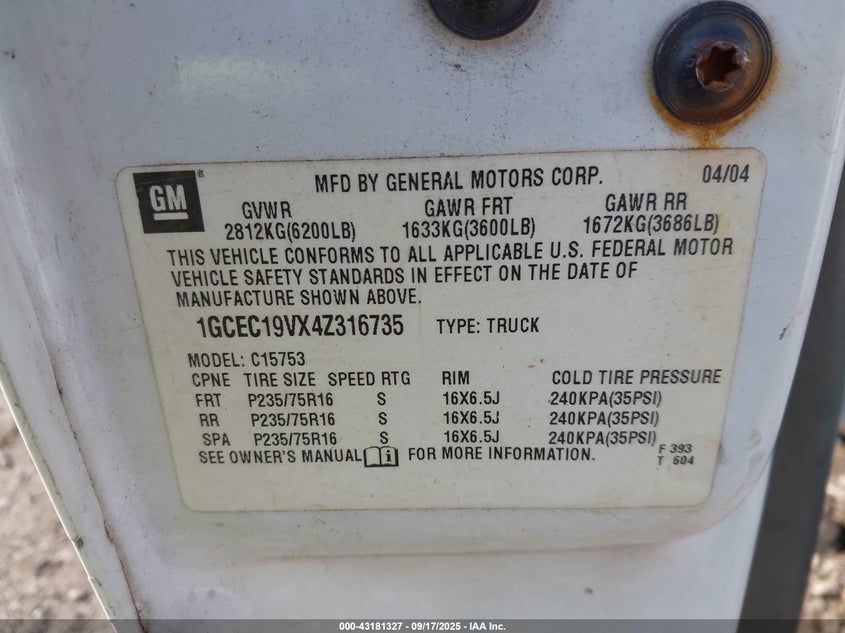 GM
®
MFD BY GENERAL MOTORS CORP. 04/04
GVWR GAWR FRT GAWR RR
2812KG(6200LB) 1633KG(3600LB) 1672KG(3686LB)
THIS VEHICLE CONFORMS TO ALL APPLICABLE U.S. FEDERAL MOTOR
VEHICLE SAFETY STANDARDS IN EFFECT ON THE DATE OF
MANUFACTURE SHOWN ABOVE.
1GCEC19VX4Z316735 TYPE: TRUCK
MODEL: C15753
CPNE TIRE SIZE SPEED RTG RIM COLD TIRE PRESSURE
FRT P235/75R16 S 16X6.5J 240KPA(35PSI)
RR P235/75R16 S 16X6.5J 240KPA(35PSI)
SPA P235/75R16 S 16X6.5J 240KPA(35PSI)
SEE OWNER'S MANUAL i FOR MORE INFORMATION.
F 393
T 604
000-43181327 - 09/17/2025 - IAA Inc.